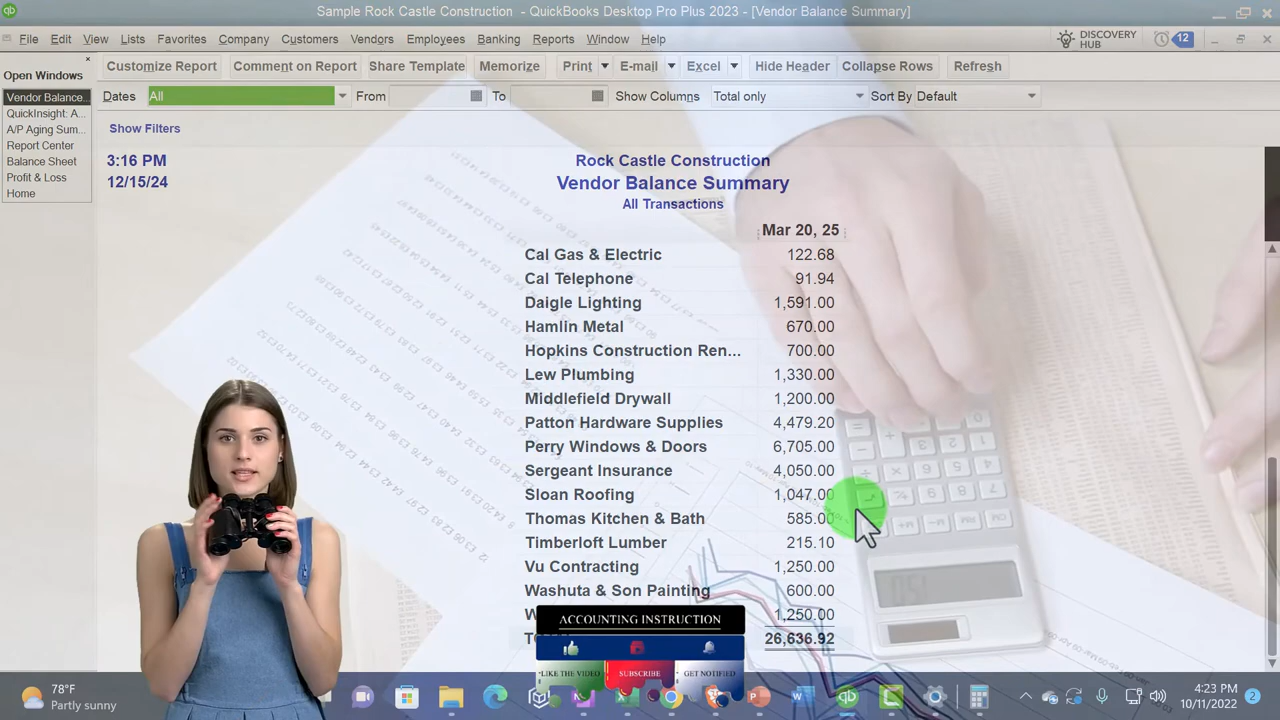 Sample Rock Castle Construction - QuickBooks Desktop Pro Plus 2023 - [Vendor Balance Summary]
File Edit View Lists Favorites Company Customers Vendors Employees Banking Reports Window Help
DISCOVERY HUB 12
Open Windows
Vendor Balance...
QuickInsight: A...
A/P Aging Sum...
Report Center
Balance Sheet
Profit & Loss
Home
Customize Report Comment on Report Share Template Memorize Print E-mail Excel Hide Header Collapse Rows Refresh
Dates All From To Show Columns Total only Sort By Default
Show Filters
3:16 PM
12/15/24
Rock Castle Construction
Vendor Balance Summary
All Transactions
Mar 20, 25
Cal Gas & Electric 122.68
Cal Telephone 91.94
Daigle Lighting 1,591.00
Hamlin Metal 670.00
Hopkins Construction Ren... 700.00
Lew Plumbing 1,330.00
Middlefield Drywall 1,200.00
Patton Hardware Supplies 4,479.20
Perry Windows & Doors 6,705.00
Sergeant Insurance 4,050.00
Sloan Roofing 1,047.00
Thomas Kitchen & Bath 585.00
Timberloft Lumber 215.10
Vu Contracting 1,250.00
Washuta & Son Painting 600.00
1,250.00
26,636.92
ACCOUNTING INSTRUCTION
LIKE THE VIDEO SUBSCRIBE GET NOTIFIED
78°F
Partly sunny
4:23 PM
10/11/2022
2